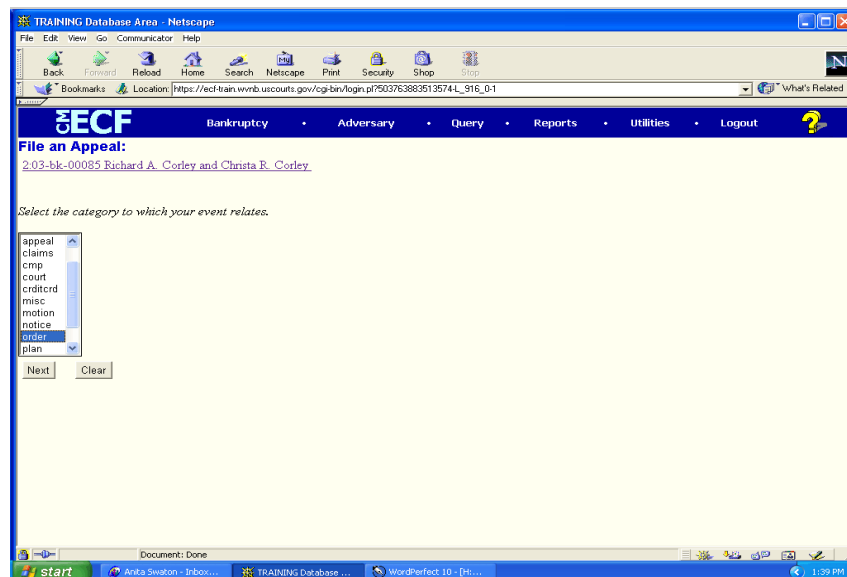 TRAINING Database Area - Netscape
File Edit View Go Communicator Help
Back Forward Reload Home Search Netscape Print Security Shop Stop
My
N
Bookmarks Location: https://ecf-train.wvnb.uscourts.gov/cgi-bin/login.pl?503763883513574-L_916_0-1 What's Related
CM ECF Bankruptcy • Adversary • Query • Reports • Utilities • Logout ?
File an Appeal:
2:03-bk-00085 Richard A. Corley and Christa R. Corley
Select the category to which your event relates.
appeal
claims
cmp
court
crditcrd
misc
motion
notice
order
plan
Next Clear
Document: Done
start Anita Swaton - Inbox... TRAINING Database ... WordPerfect 10 - [H:... 1:39 PM